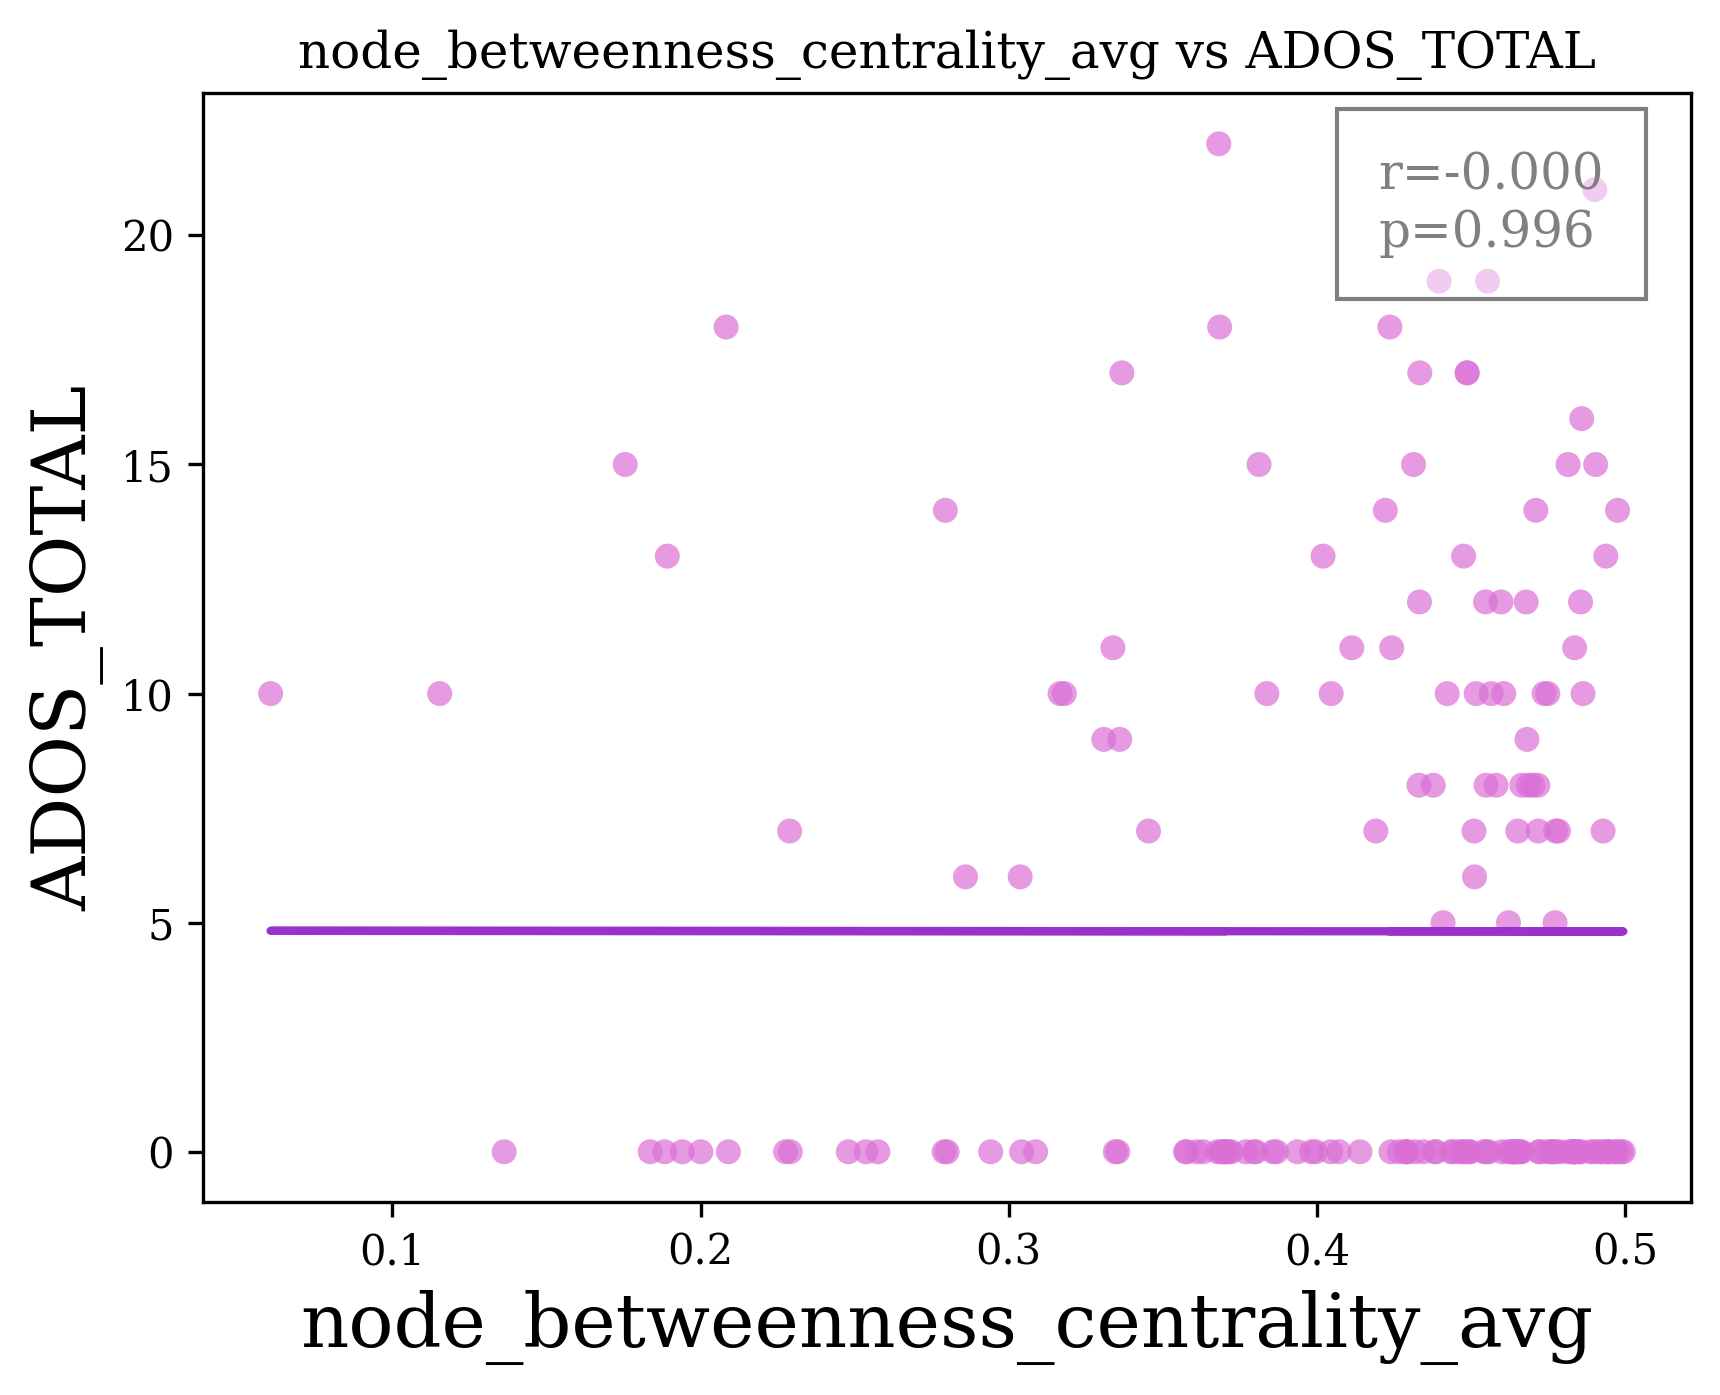 node_betweenness_centrality_avg vs ADOS_TOTAL
r=-0.000
p=0.996
ADOS_TOTAL
20
15
10
5
0
0.1 0.2 0.3 0.4 0.5
node_betweenness_centrality_avg